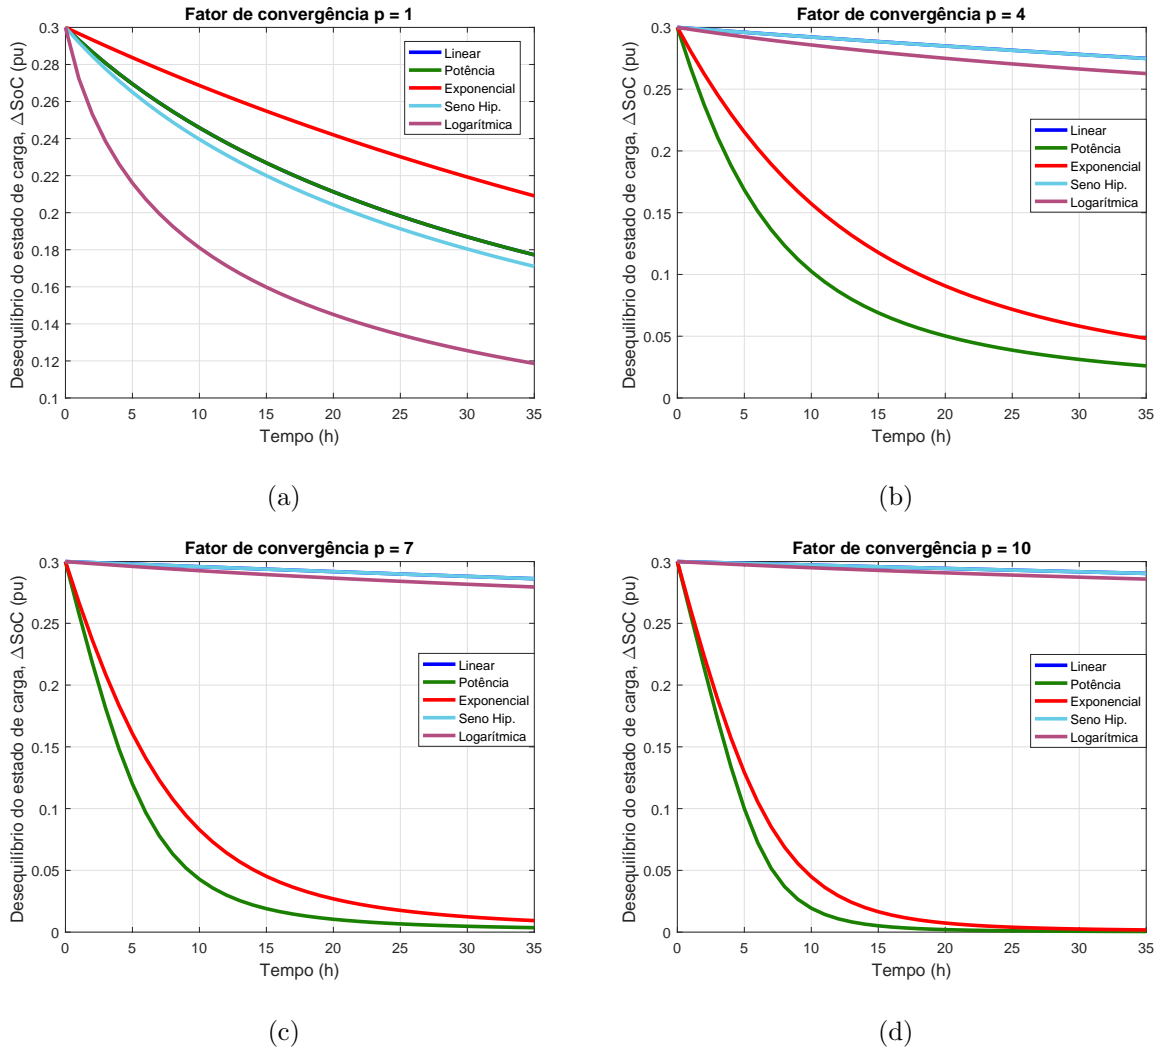 Fator de convergência p = 1
Desequilíbrio do estado de carga, △SoC (pu)
0.3
0.28
0.26
0.24
0.22
0.2
0.18
0.16
0.14
0.12
0.1
Linear
Potência
Exponencial
Seno Hip.
Logarítmica
0 5 10 15 20 25 30 35
Tempo (h)
(a)
Fator de convergência p = 4
Desequilíbrio do estado de carga, △SoC (pu)
0.3
0.25
0.2
0.15
0.1
0.05
0
Linear
Potência
Exponencial
Seno Hip.
Logarítmica
0 5 10 15 20 25 30 35
Tempo (h)
(b)
Fator de convergência p = 7
Desequilíbrio do estado de carga, △SoC (pu)
0.3
0.25
0.2
0.15
0.1
0.05
0
Linear
Potência
Exponencial
Seno Hip.
Logarítmica
0 5 10 15 20 25 30 35
Tempo (h)
(c)
Fator de convergência p = 10
Desequilíbrio do estado de carga, △SoC (pu)
0.3
0.25
0.2
0.15
0.1
0.05
0
Linear
Potência
Exponencial
Seno Hip.
Logarítmica
0 5 10 15 20 25 30 35
Tempo (h)
(d)